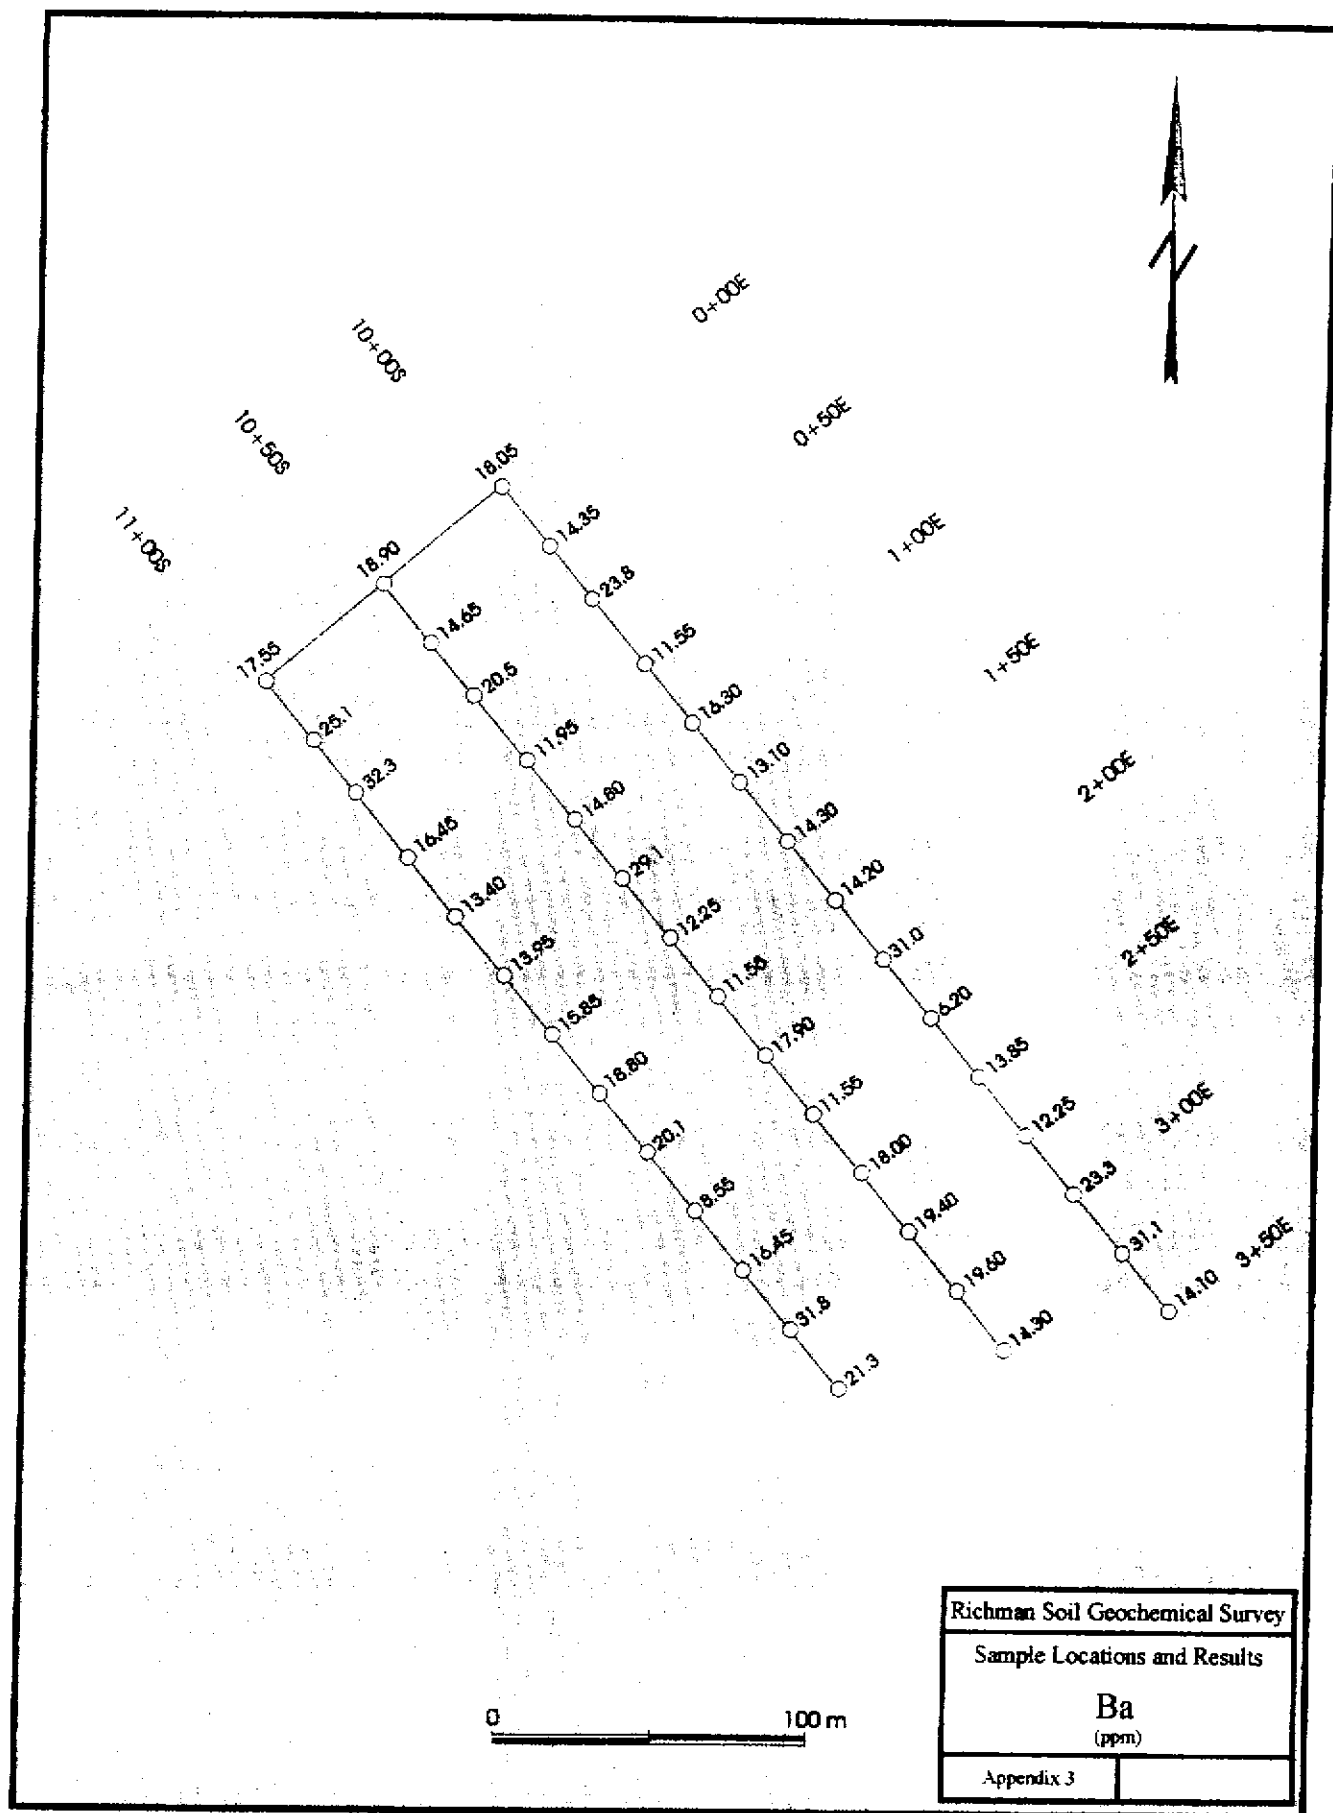 0+00E
10+00S
0+50E
10+50S
18.05
11+00S
14.35
1+00E
18.90
23.8
14.65
11.55
1+50E
17.55
20.5
16.30
25.1
11.95
13.10
2+00E
32.3
14.80
14.30
16.45
29.1
14.20
13.40
12.25
31.0
2+50E
13.95
11.55
6.20
15.85
17.90
13.85
3+00E
18.80
11.55
12.25
20.1
18.00
23.3
8.55
19.40
31.1
3+50E
16.45
19.60
14.10
31.8
14.30
21.3
Richman Soil Geochemical Survey
Sample Locations and Results
Ba
(ppm)
Appendix 3
0 100 m